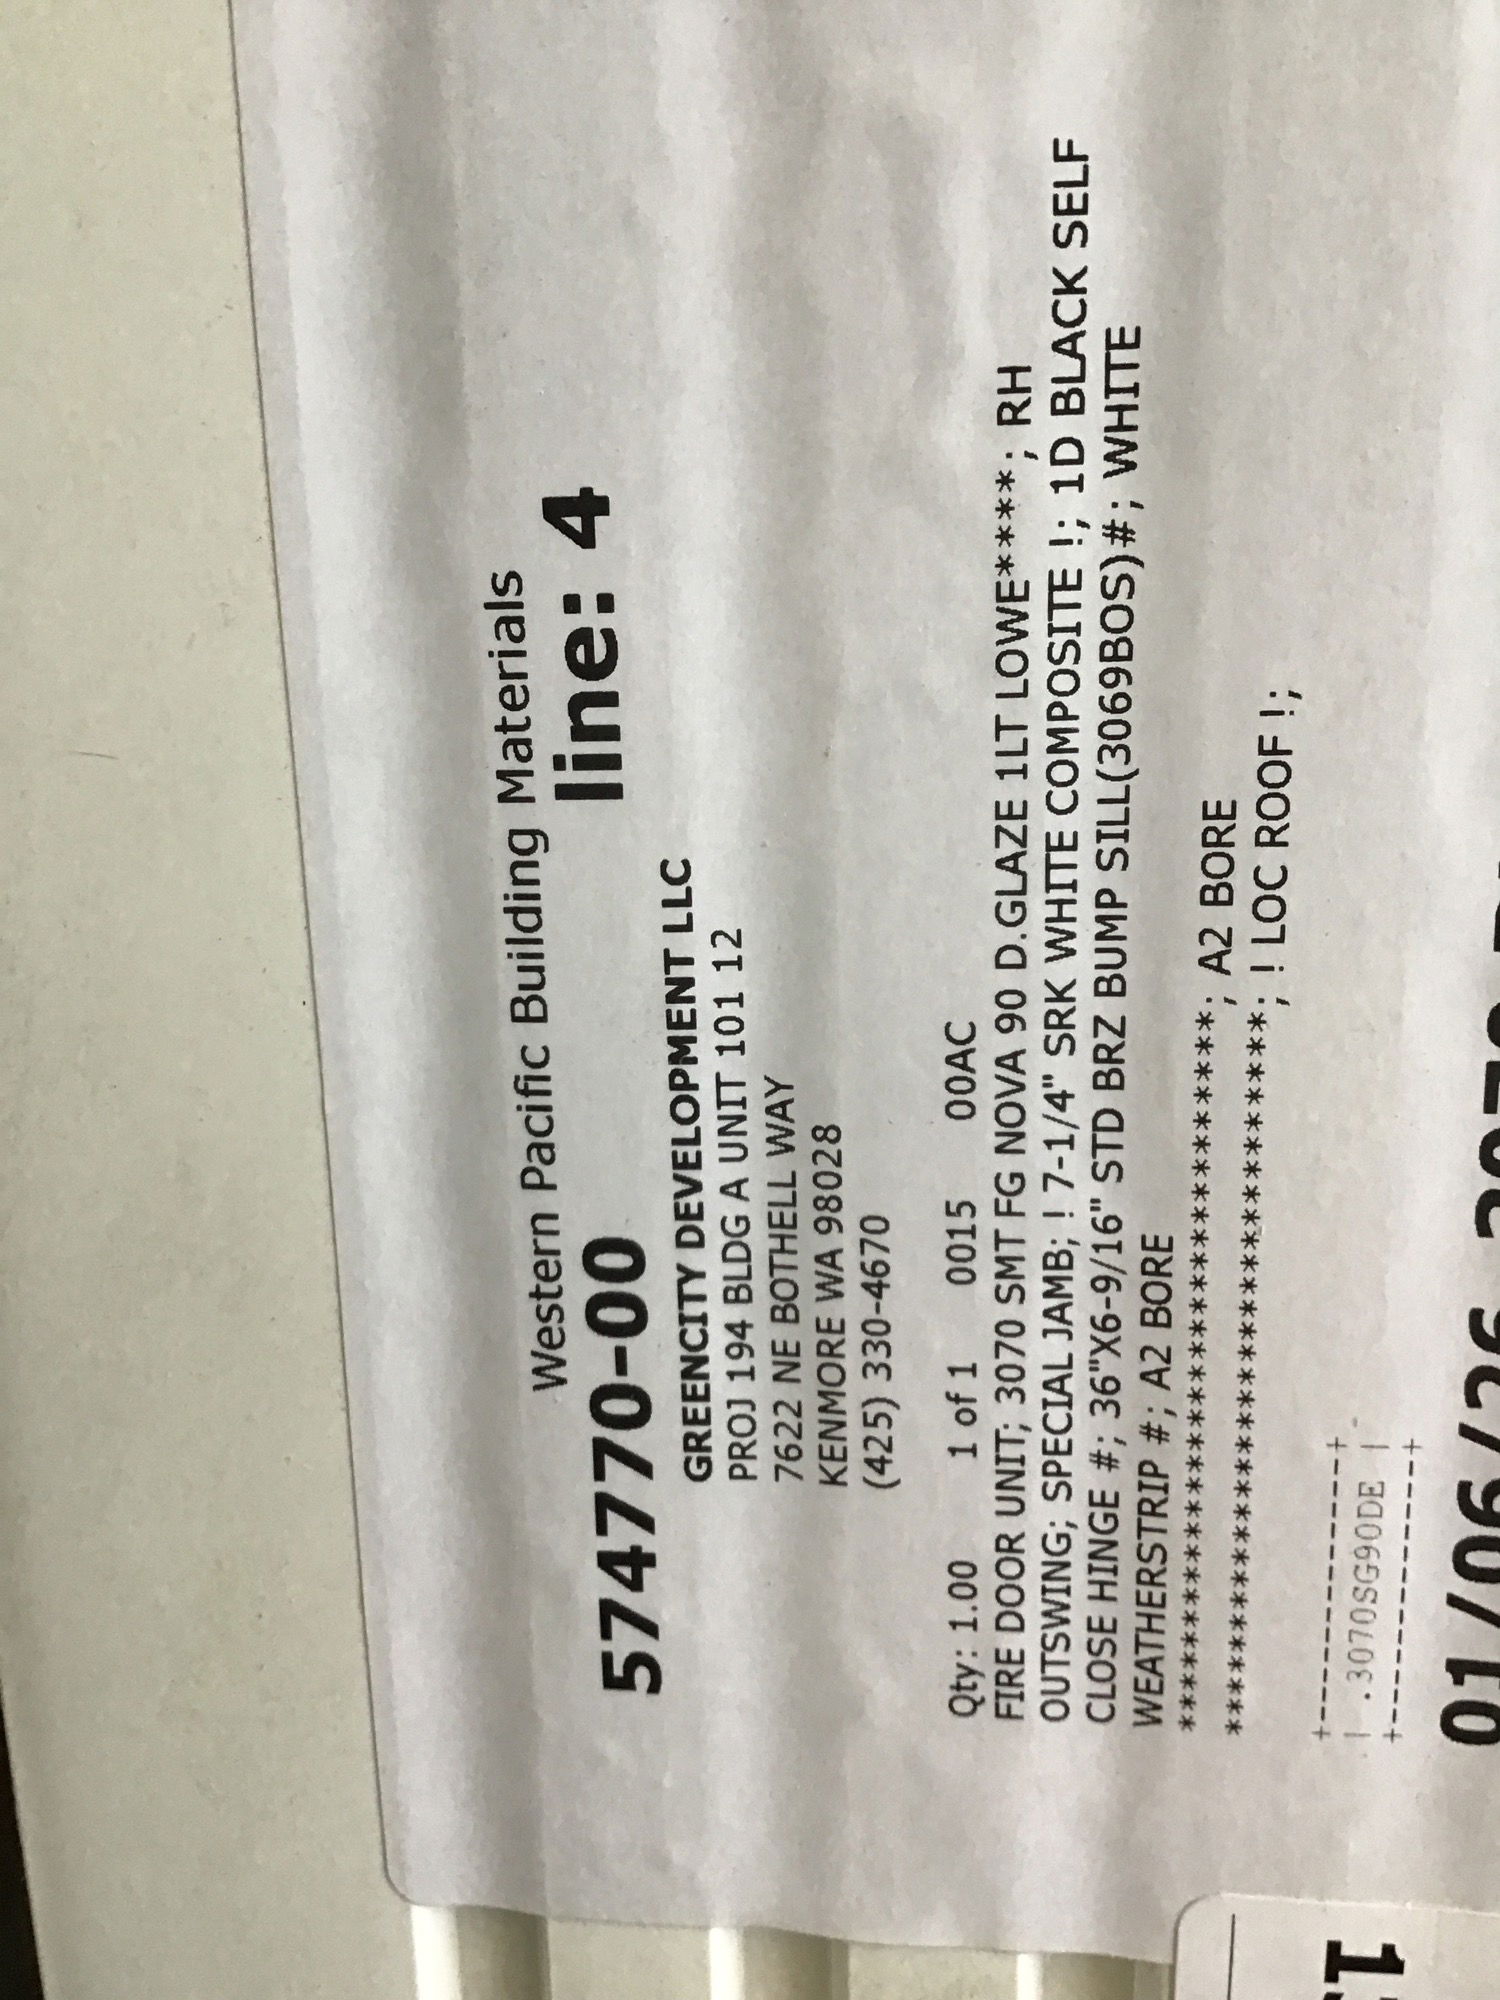 Western Pacific Building Materials
574770-00 line: 4
GREENCITY DEVELOPMENT LLC
PROJ 194 BLDG A UNIT 101 12
7622 NE BOTHELL WAY
KENMORE WA 98028
(425) 330-4670
Qty: 1.00 1 of 1 0015 00AC
FIRE DOOR UNIT; 3070 SMT FG NOVA 90 D.GLAZE 1LT LOWE****; RH
OUTSWING; SPECIAL JAMB; ! 7-1/4" SRK WHITE COMPOSITE !; 1D BLACK SELF
CLOSE HINGE #; 36"X6-9/16" STD BRZ BUMP SILL(3069BOS)#; WHITE
WEATHERSTRIP #; A2 BORE
**********************************; A2 BORE
**********************************; ! LOC ROOF !;
+--------------+
| .3070SG90DE |
+--------------+
01/06/26